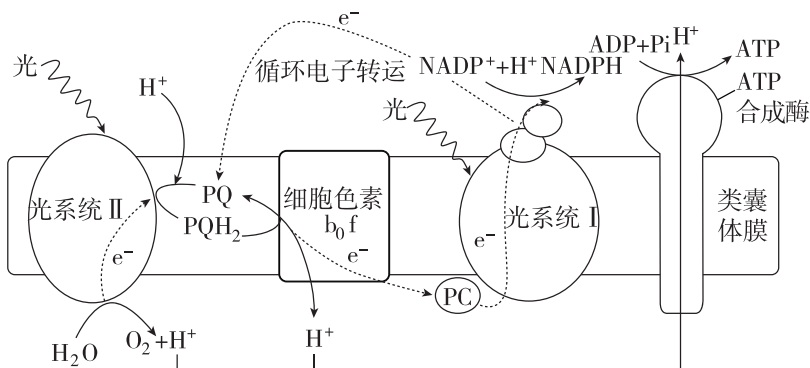 e⁻
光
循环电子转运
NADP⁺+H⁺ NADPH
ADP+Pi
H⁺
ATP
H⁺
光
ATP
合成酶
光系统Ⅱ
PQ
PQH₂
细胞色素
b₀f
光系统Ⅰ
类囊
体膜
e⁻
e⁻
e⁻
PC
H₂O
O₂+H⁺
H⁺